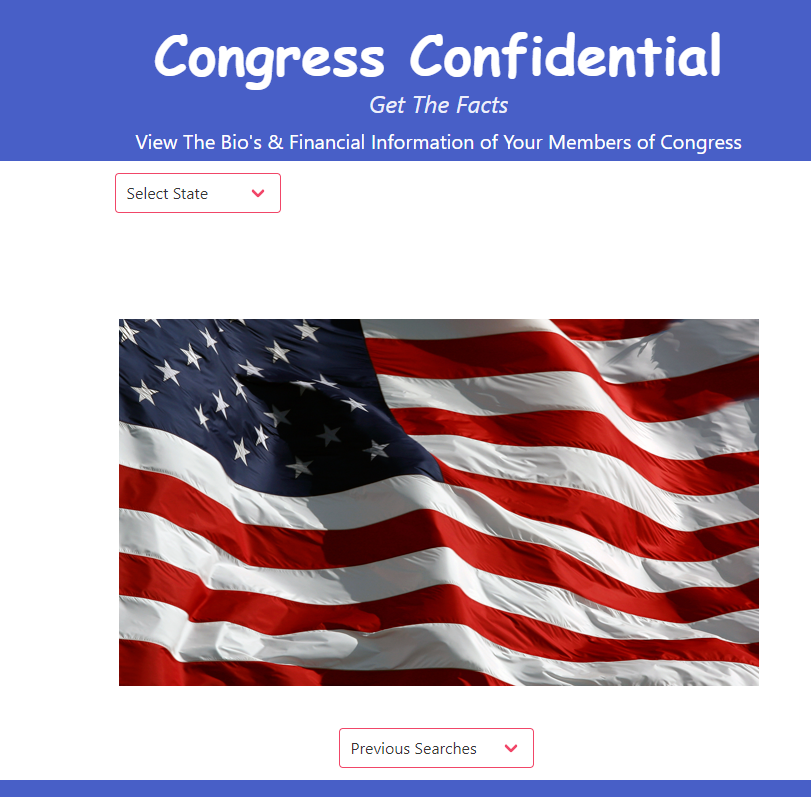 Congress Confidential
Get The Facts
View The Bio's & Financial Information of Your Members of Congress
Select State
Previous Searches